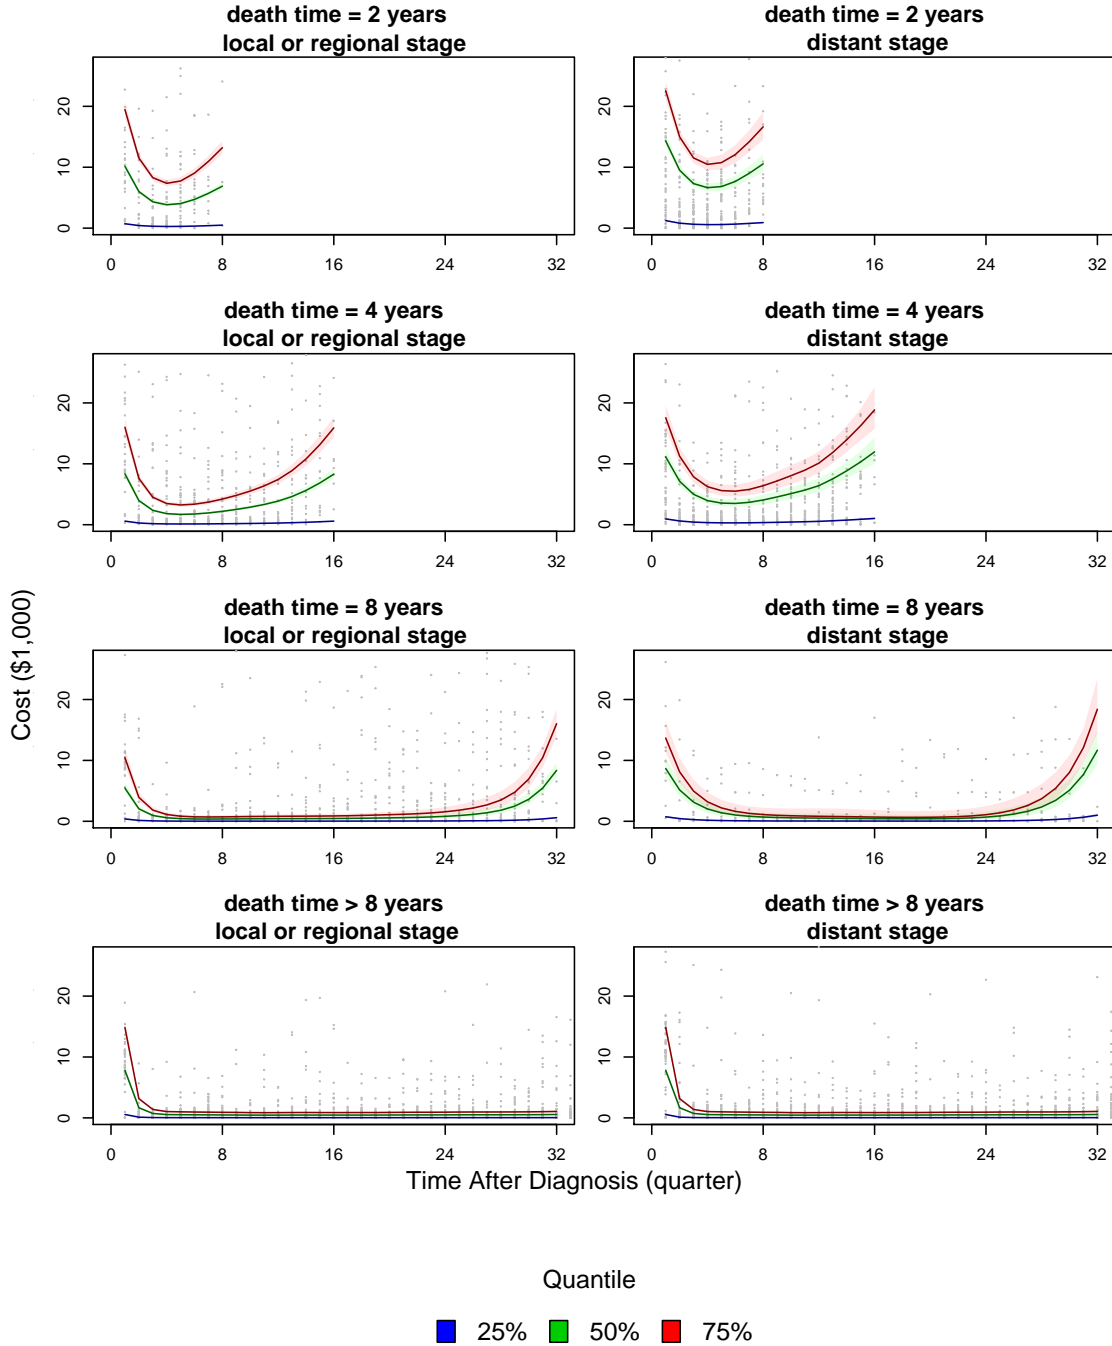 death time = 2 years
local or regional stage
death time = 2 years
distant stage
0 10 20
0 8 16 24 32
0 10 20
0 8 16 24 32
death time = 4 years
local or regional stage
death time = 4 years
distant stage
0 10 20
0 8 16 24 32
0 10 20
0 8 16 24 32
Cost ($1,000)
death time = 8 years
local or regional stage
death time = 8 years
distant stage
0 10 20
0 8 16 24 32
0 10 20
0 8 16 24 32
death time > 8 years
local or regional stage
death time > 8 years
distant stage
0 10 20
0 8 16 24 32
0 10 20
0 8 16 24 32
Time After Diagnosis (quarter)
Quantile
25% 50% 75%